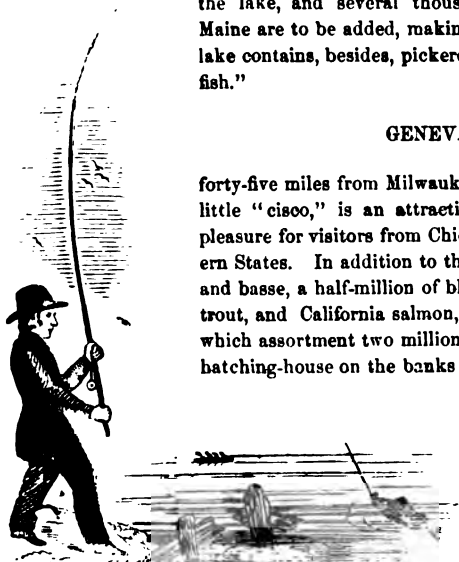 the lake, and several thous
Maine are to be added, makin
lake contains, besides, picker
fish."
GENEV
forty-five miles from Milwauk
little "cisco," is an attracti
pleasure for visitors from Chi
ern States. In addition to th
and basse, a half-million of bl
trout, and California salmon,
which assortment two million
hatching-house on the banks